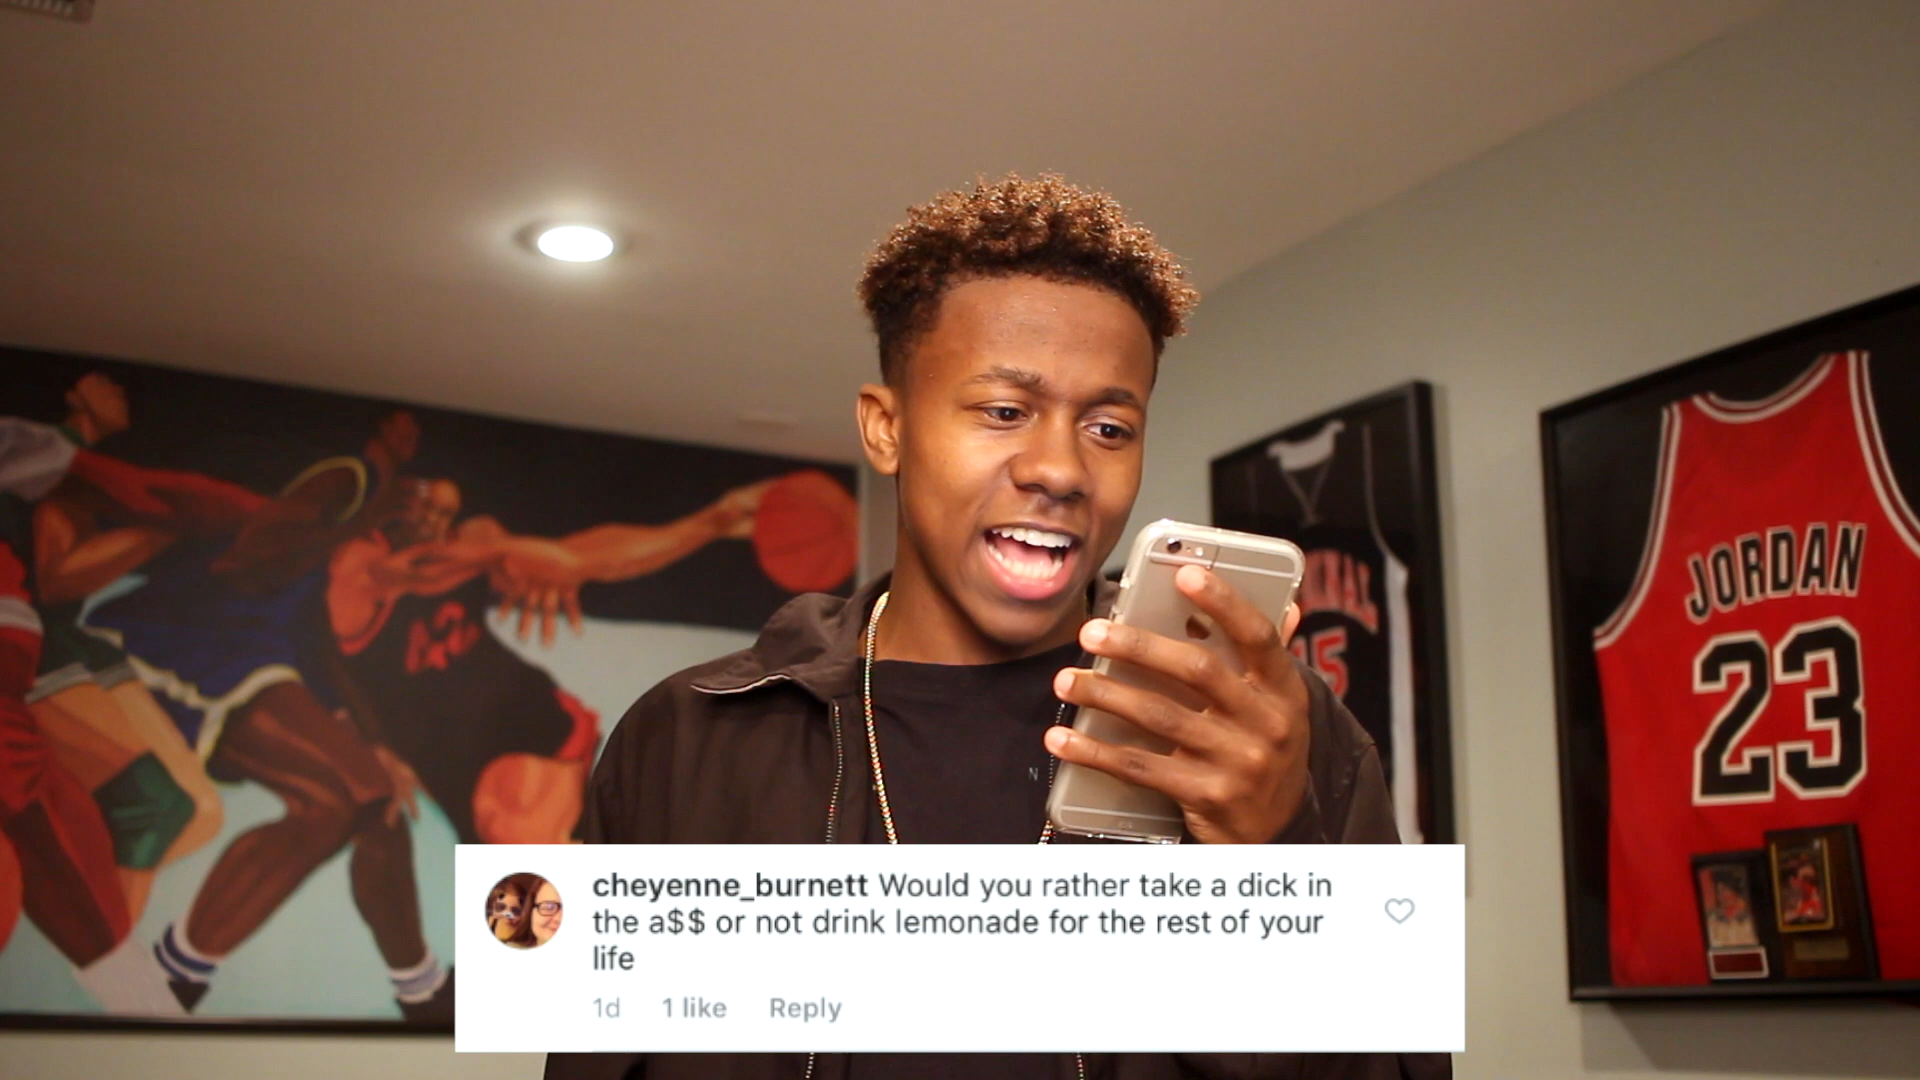 JORDAN
23
15
N
cheyenne_burnett Would you rather take a dick in
the a$$ or not drink lemonade for the rest of your
life
1d 1 like Reply